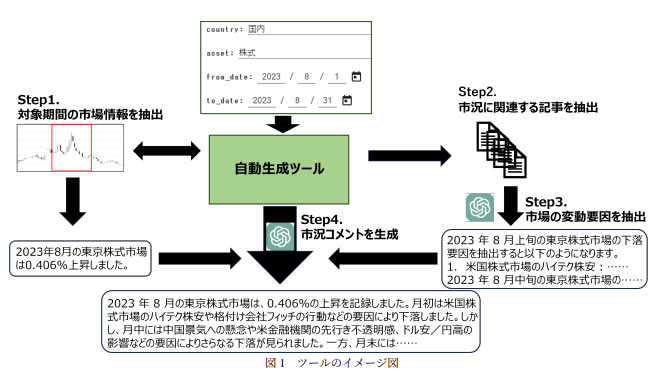 country: 国内
asset: 株式
from_date: 2023 / 8 / 1
to_date: 2023 / 8 / 31
Step1.
対象期間の市場情報を抽出
自動生成ツール
Step2.
市況に関連する記事を抽出
Step3.
市場の変動要因を抽出
Step4.
市況コメントを生成
2023年8月の東京株式市場
は0.406%上昇しました。
2023 年 8 月上旬の東京株式市場の下落
要因を抽出すると以下のようになります。
1. 米国株式市場のハイテク株安：……
2023 年 8 月中旬の東京株式市場の……
2023 年 8 月の東京株式市場は、0.406%の上昇を記録しました。月初は米国株
式市場のハイテク株安や格付け会社フィッチの行動などの要因により下落しました。しか
し、月中には中国景気への懸念や米金融機関の先行き不透明感、ドル安／円高の
影響などの要因によりさらなる下落が見られました。一方、月末には……
図 1 ツールのイメージ図